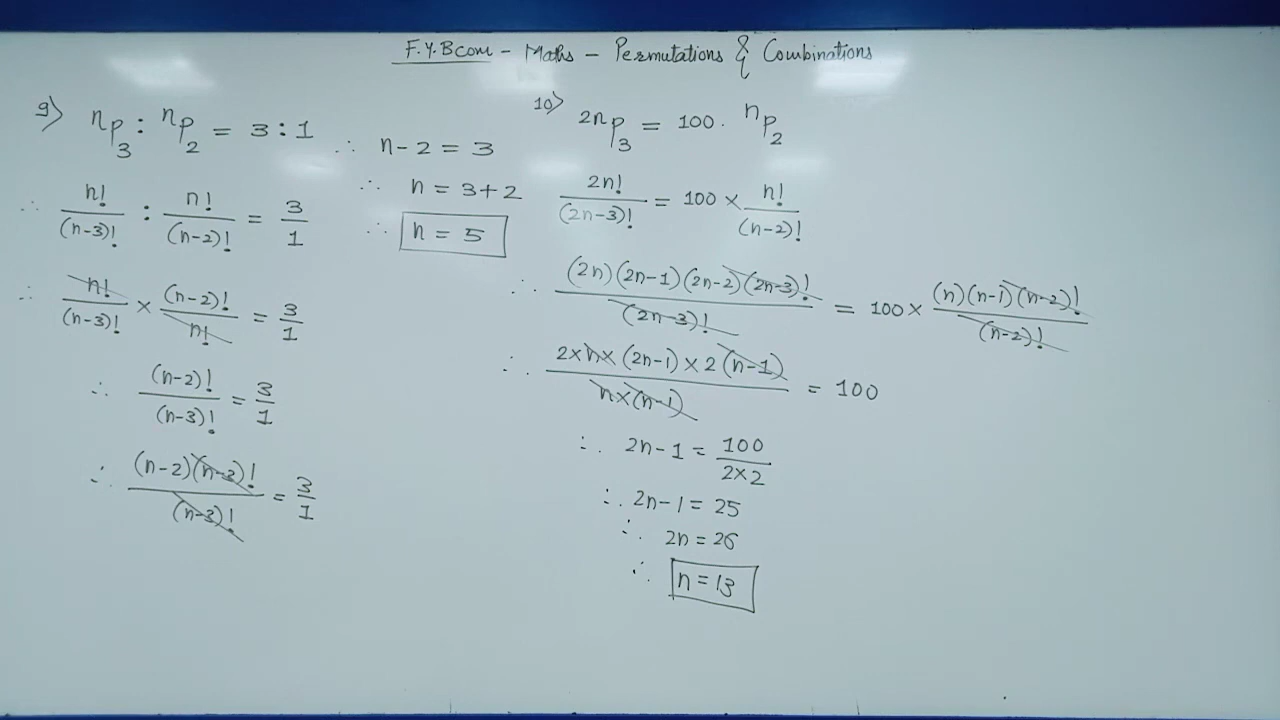 F.Y.BCom - Maths - Permutations & Combinations
9) nP3 : nP2 = 3 : 1
∴ n!/(n-3)! : n!/(n-2)! = 3/1
∴ n!/(n-3)! × (n-2)!/n! = 3/1
∴ (n-2)!/(n-3)! = 3/1
∴ (n-2)(n-3)!/(n-3)! = 3/1
∴ n-2 = 3
∴ n = 3+2
∴ n = 5
10) 2nP3 = 100 . nP2
2n!/(2n-3)! = 100 × n!/(n-2)!
∴ (2n)(2n-1)(2n-2)(2n-3)!/(2n-3)! = 100 × (n)(n-1)(n-2)!/(n-2)!
∴ 2×n×(2n-1)×2(n-1)/n×(n-1) = 100
∴ 2n-1 = 100/2×2
∴ 2n-1 = 25
∴ 2n = 26
∴ n = 13